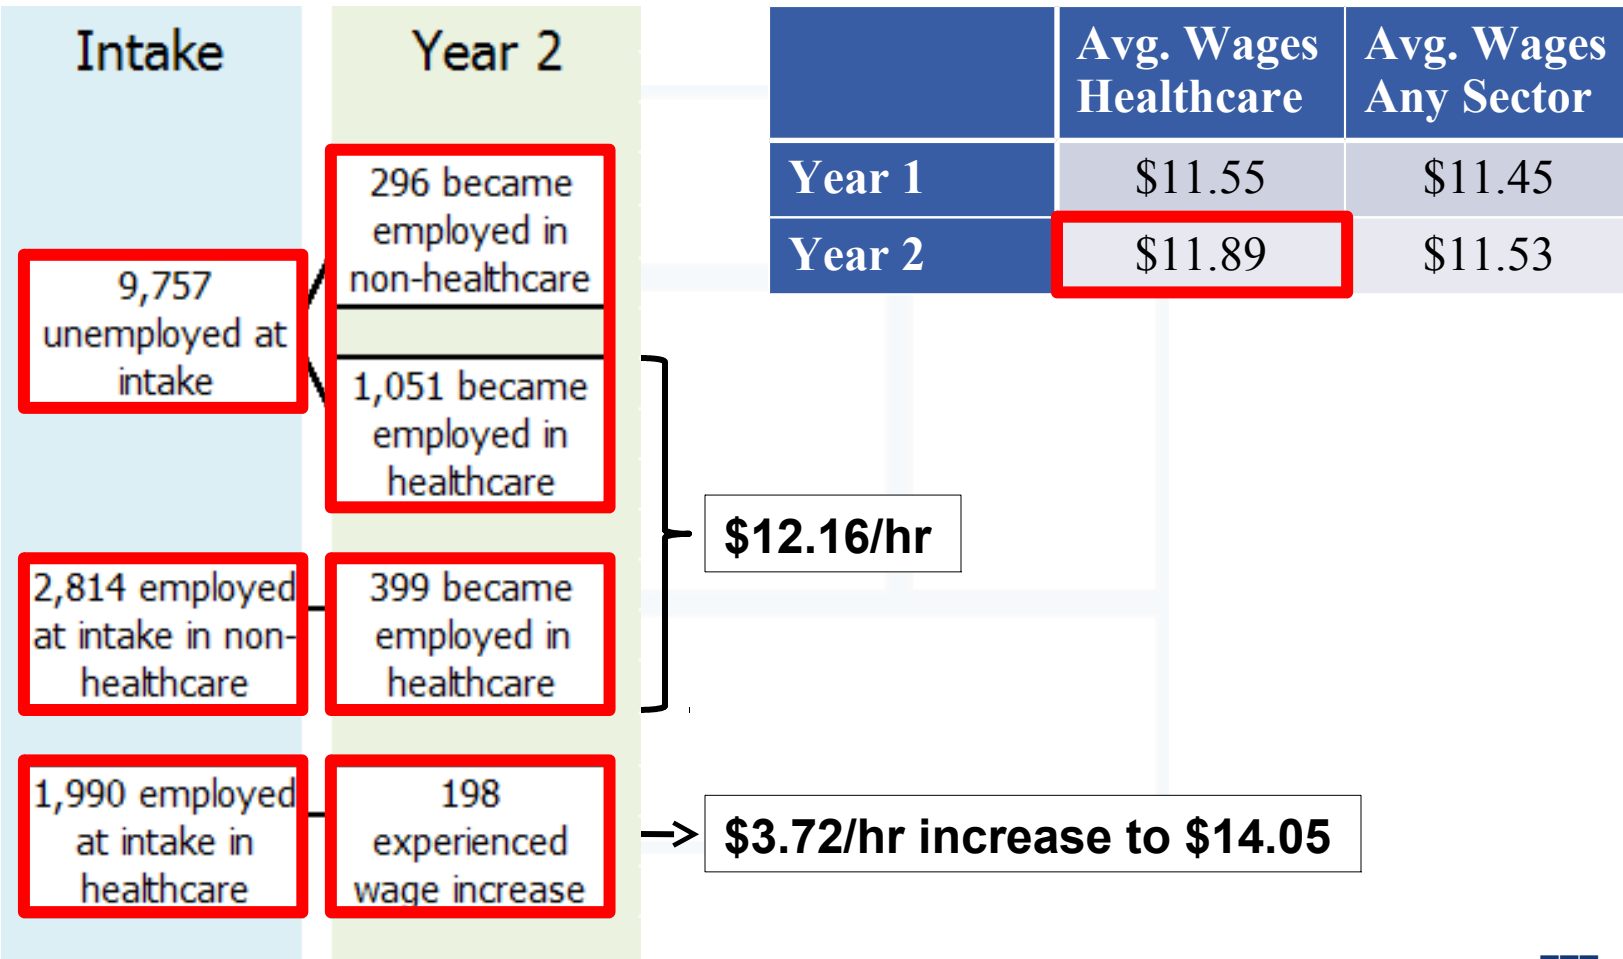 Intake
Year 2
9,757
unemployed at
intake
296 became
employed in
non-healthcare
1,051 became
employed in
healthcare
2,814 employed
at intake in non-
healthcare
399 became
employed in
healthcare
1,990 employed
at intake in
healthcare
198
experienced
wage increase
$12.16/hr
$3.72/hr increase to $14.05
Avg. Wages Avg. Wages
Healthcare Any Sector
Year 1 $11.55 $11.45
Year 2 $11.89 $11.53